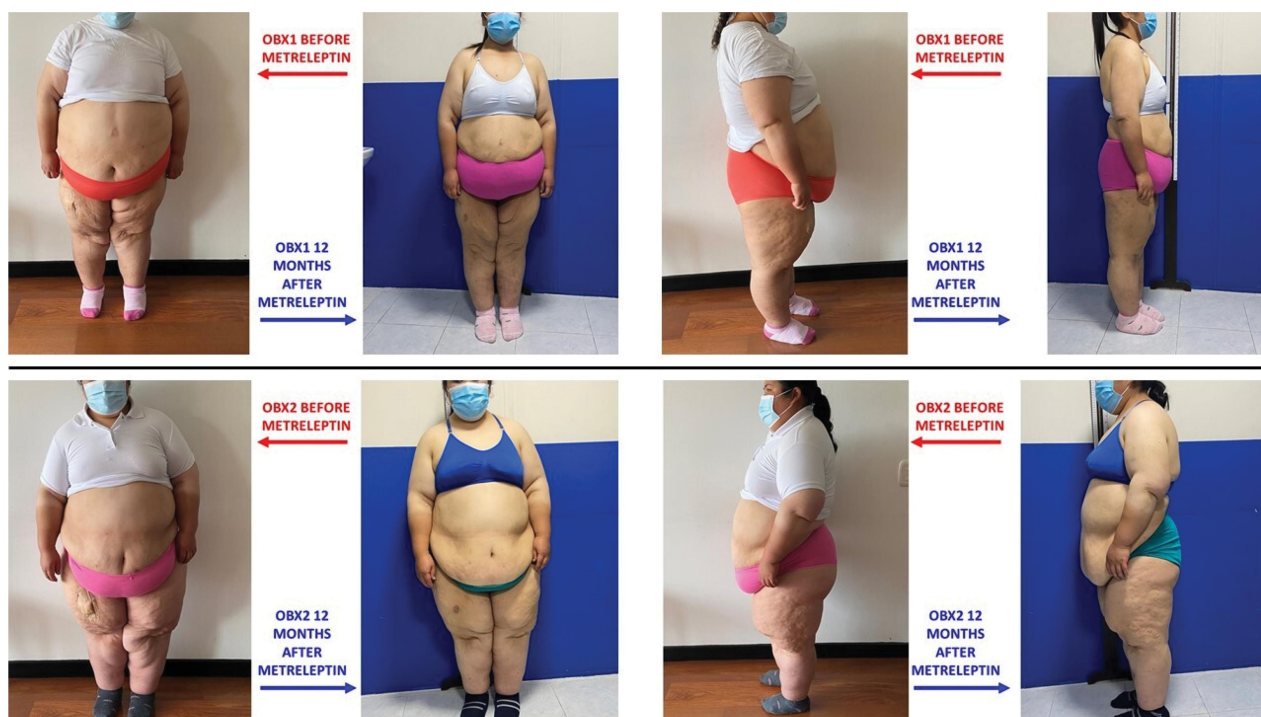 OBX1 BEFORE
METRELEPTIN
OBX1 12
MONTHS
AFTER
METRELEPTIN
OBX1 BEFORE
METRELEPTIN
OBX1 12
MONTHS
AFTER
METRELEPTIN
OBX2 BEFORE
METRELEPTIN
OBX2 12
MONTHS
AFTER
METRELEPTIN
OBX2 BEFORE
METRELEPTIN
OBX2 12
MONTHS
AFTER
METRELEPTIN